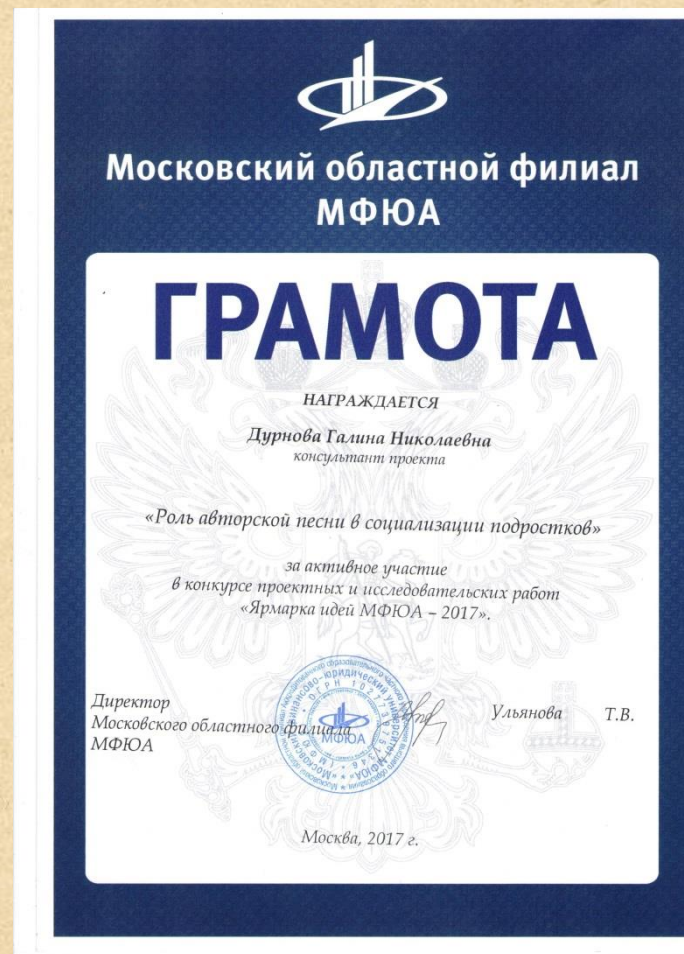 Московский областной филиал
МФЮА
ГРАМОТА
НАГРАЖДАЕТСЯ
Дурнова Галина Николаевна
консультант проекта
«Роль авторской песни в социализации подростков»
за активное участие
в конкурсе проектных и исследовательских работ
«Ярмарка идей МФЮА – 2017».
Директор
Московского областного филиала
МФЮА
Ульянова Т.В.
МФЮА
Москва, 2017 г.